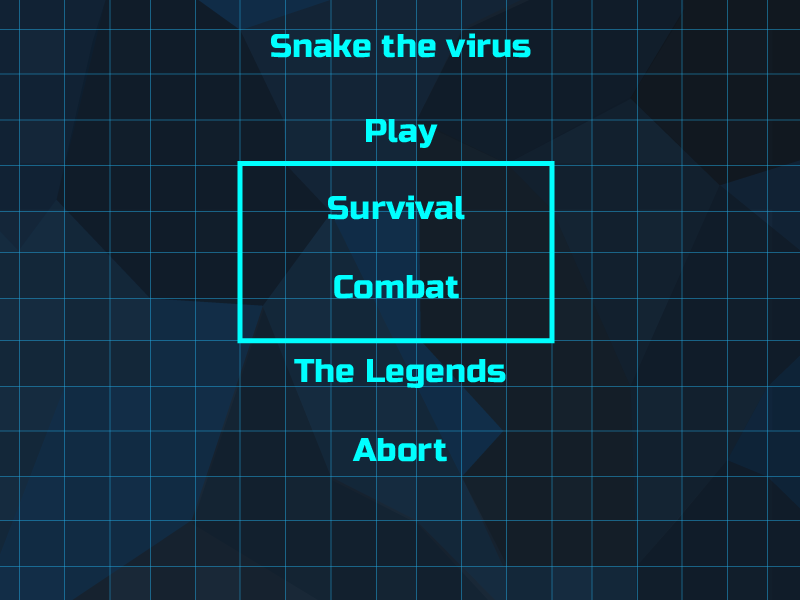 Snake the virus
Play
Survival
Combat
The Legends
Abort